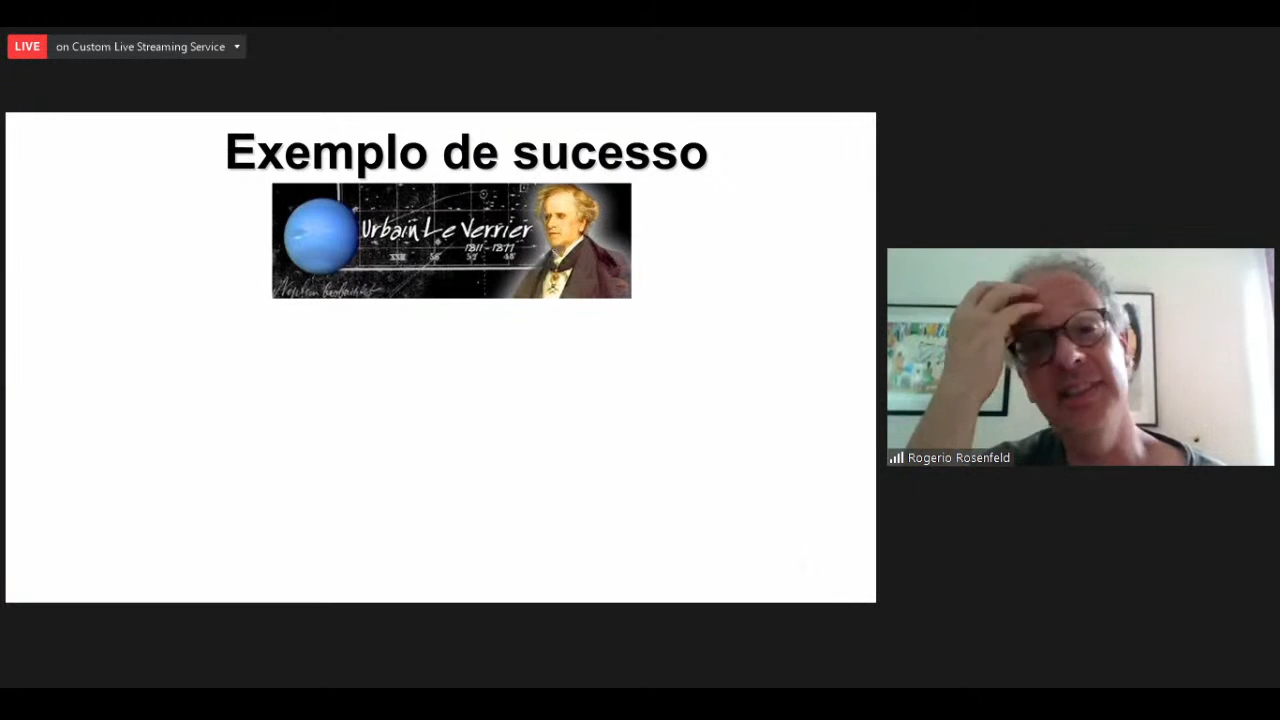 LIVE on Custom Live Streaming Service
Exemplo de sucesso
Urbain Le Verrier
1811-1877
Rogerio Rosenfeld